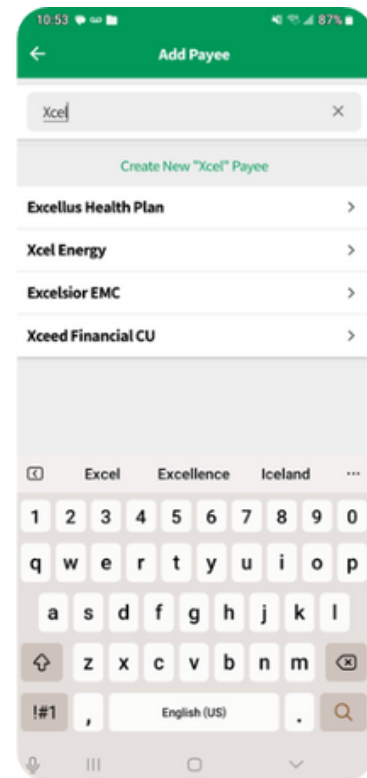 10:53 87%
Add Payee
Xcel
Create New "Xcel" Payee
Excellus Health Plan
Xcel Energy
Excelsior EMC
Xceed Financial CU
Excel Excellence Iceland ...
1 2 3 4 5 6 7 8 9 0
q w e r t y u i o p
a s d f g h j k l
z x c v b n m
!#1 , English (US) .